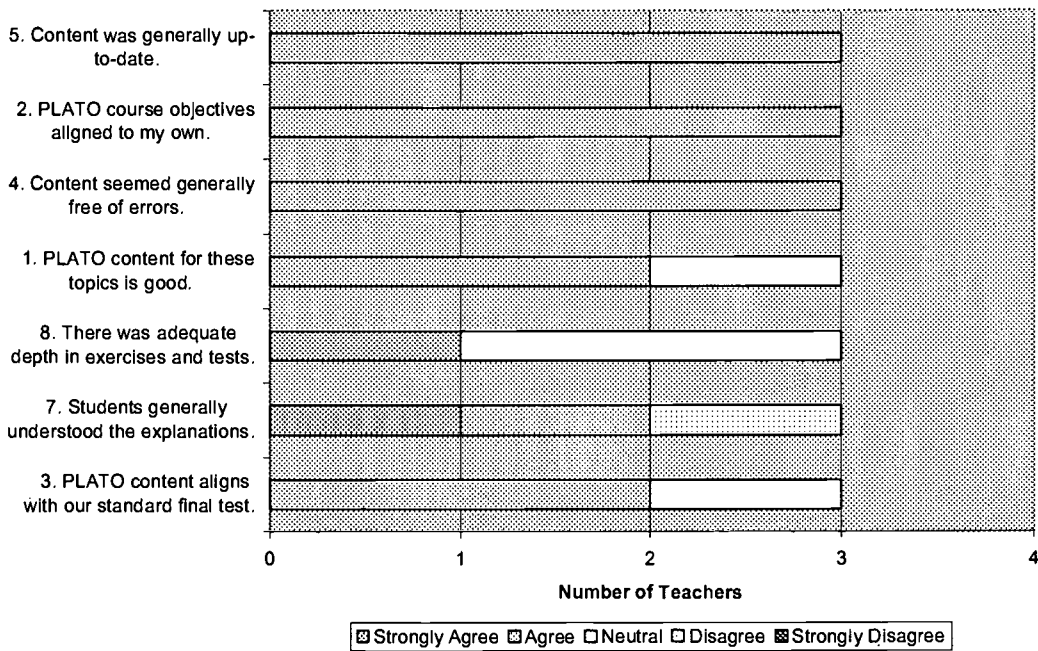 5. Content was generally up-
to-date.
2. PLATO course objectives
aligned to my own.
4. Content seemed generally
free of errors.
1. PLATO content for these
topics is good.
8. There was adequate
depth in exercises and tests.
7. Students generally
understood the explanations.
3. PLATO content aligns
with our standard final test.
0 1 2 3 4
Number of Teachers
Strongly Agree Agree Neutral Disagree Strongly Disagree